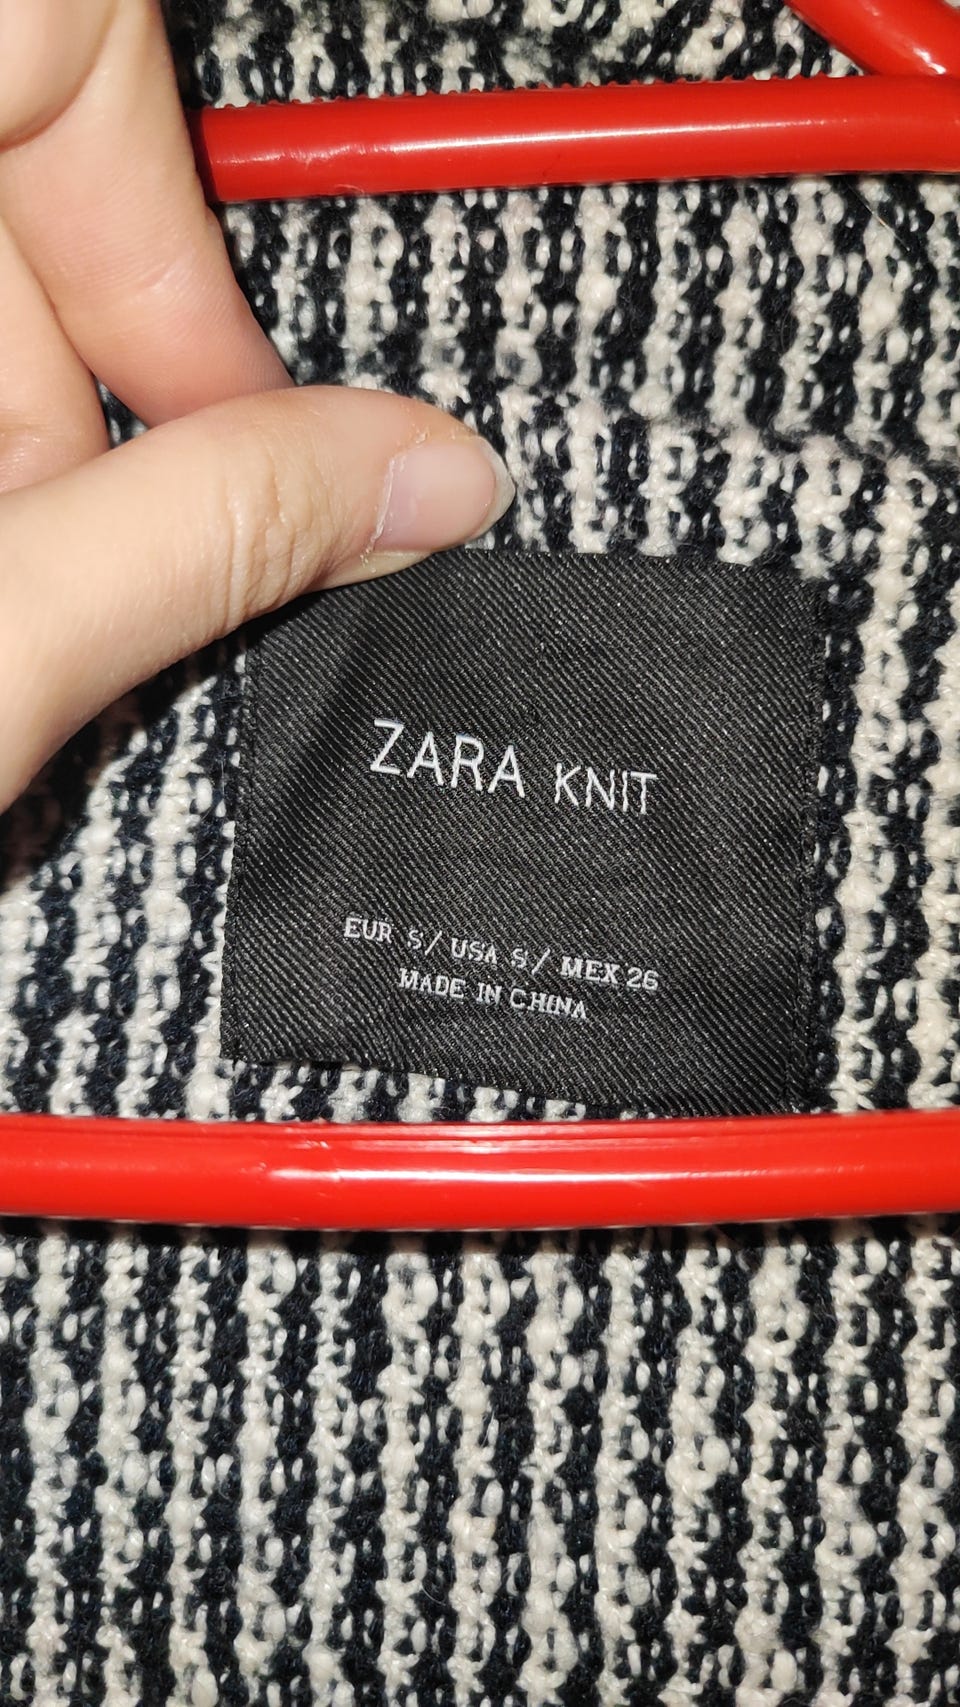 ZARA KNIT
EUR S/ USA S/ MEX 26
MADE IN CHINA